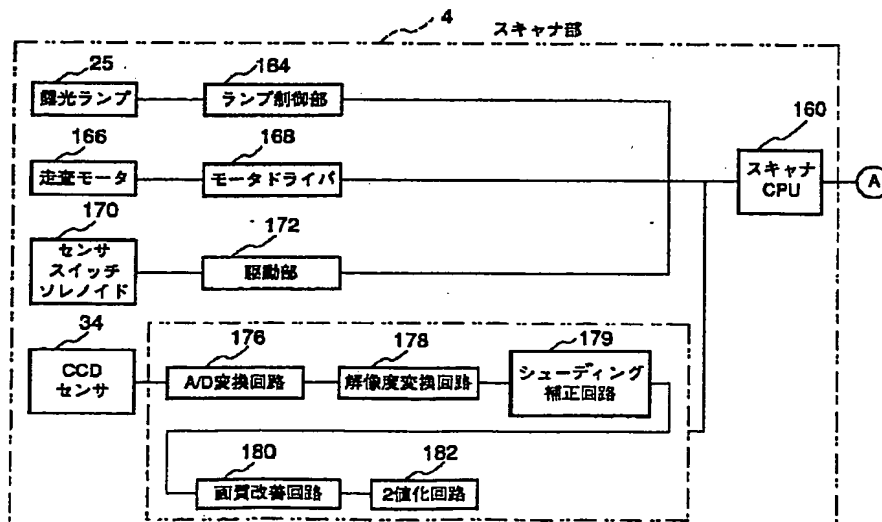 4
スキャナ部
25
露光ランプ
164
ランプ制御部
166
走査モータ
168
モータドライバ
160
スキャナ
CPU
A
170
センサ
スイッチ
ソレノイド
172
駆動部
34
CCD
センサ
176
A/D変換回路
178
解像度変換回路
179
シューディング
補正回路
180
画質改善回路
182
2値化回路